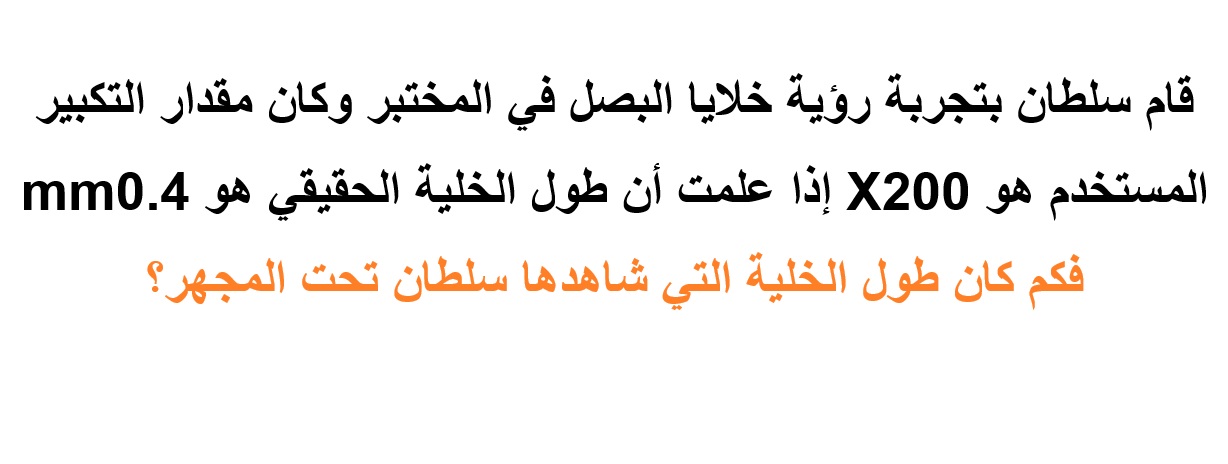 قام سلطان بتجربة رؤية خلايا البصل في المختبر وكان مقدار التكبير
المستخدم هو X200 إذا علمت أن طول الخلية الحقيقي هو mm0.4
فكم كان طول الخلية التي شاهدها سلطان تحت المجهر؟